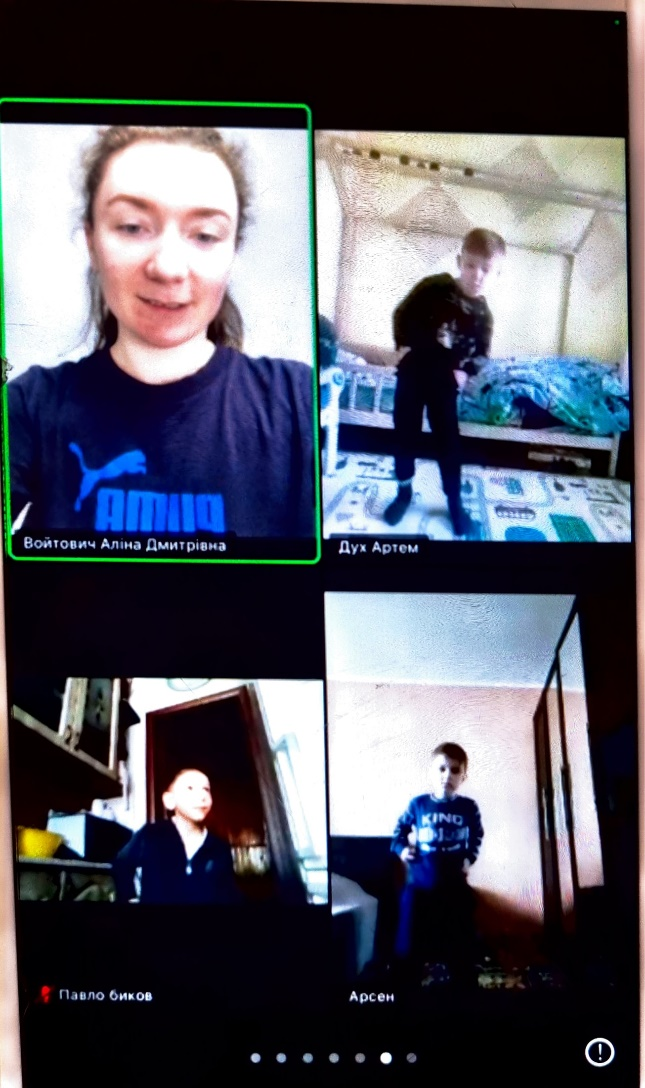 Войтович Аліна Дмитрівна
Дух Артем
KING
Павло биков
Арсен